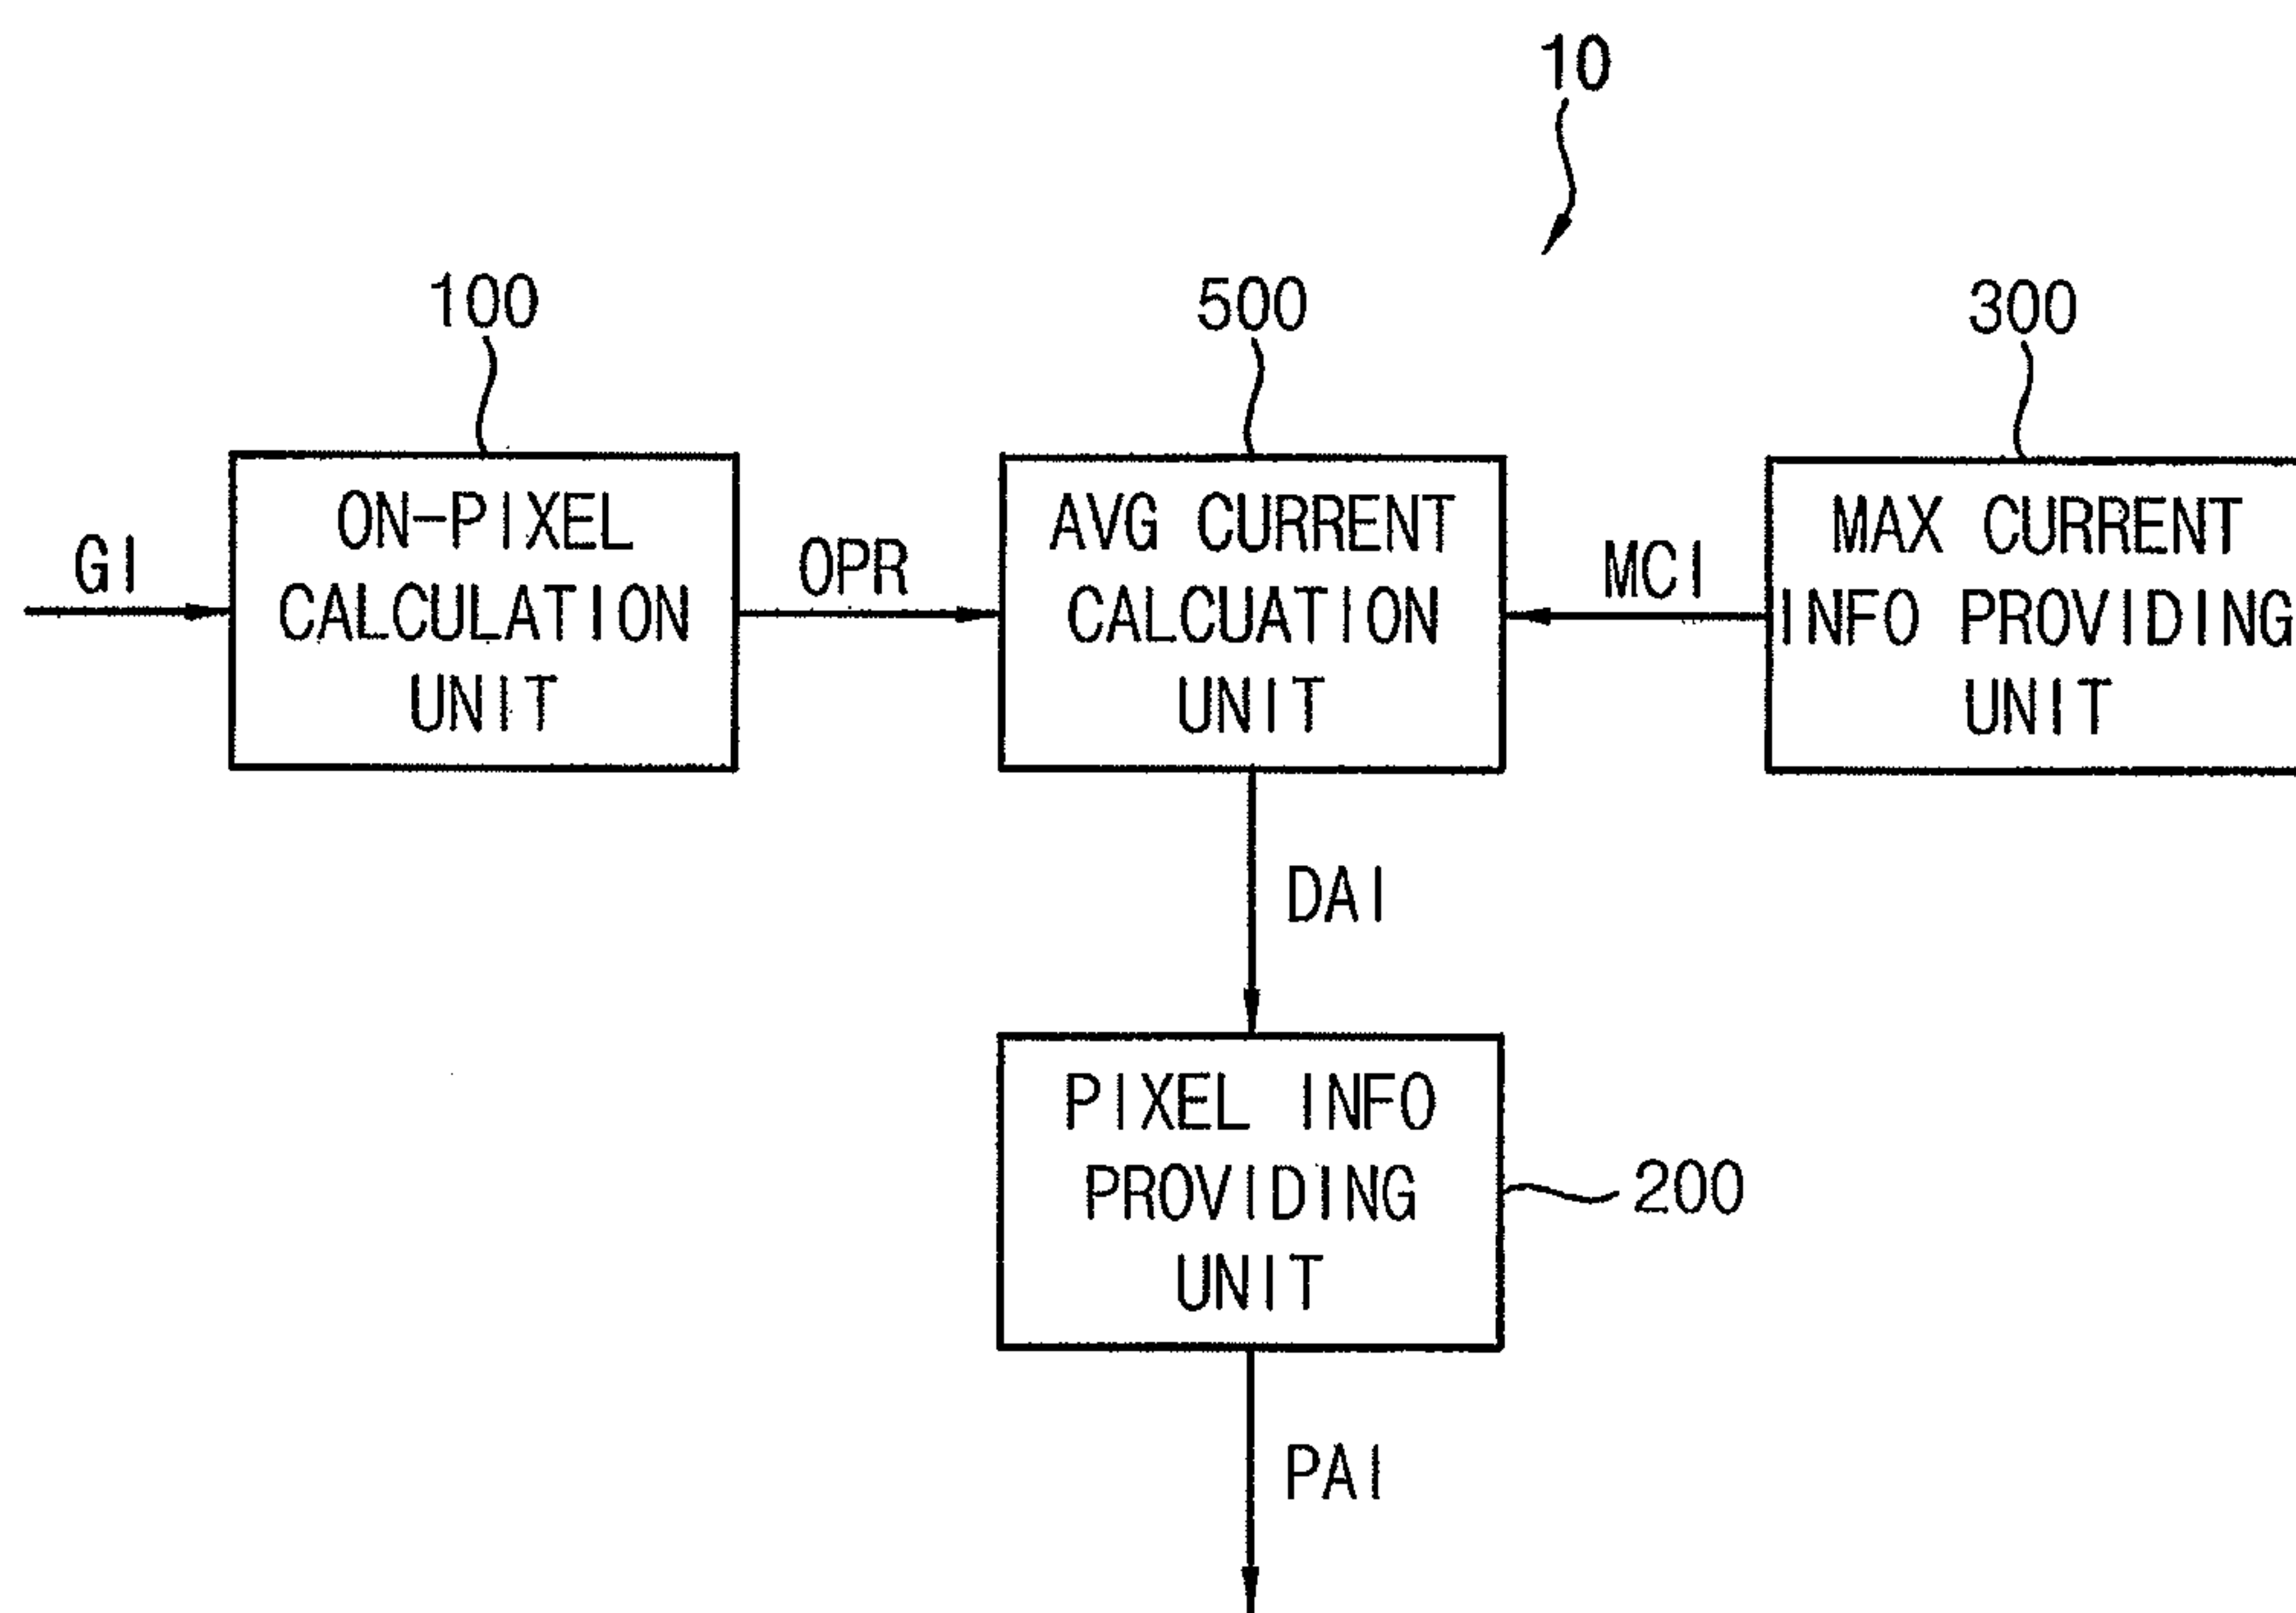 10
100
500
300
GI
ON-PIXEL
CALCULATION
UNIT
OPR
AVG CURRENT
CALCUATION
UNIT
MCI
MAX CURRENT
INFO PROVIDING
UNIT
DAI
PIXEL INFO
PROVIDING
UNIT
200
PAI